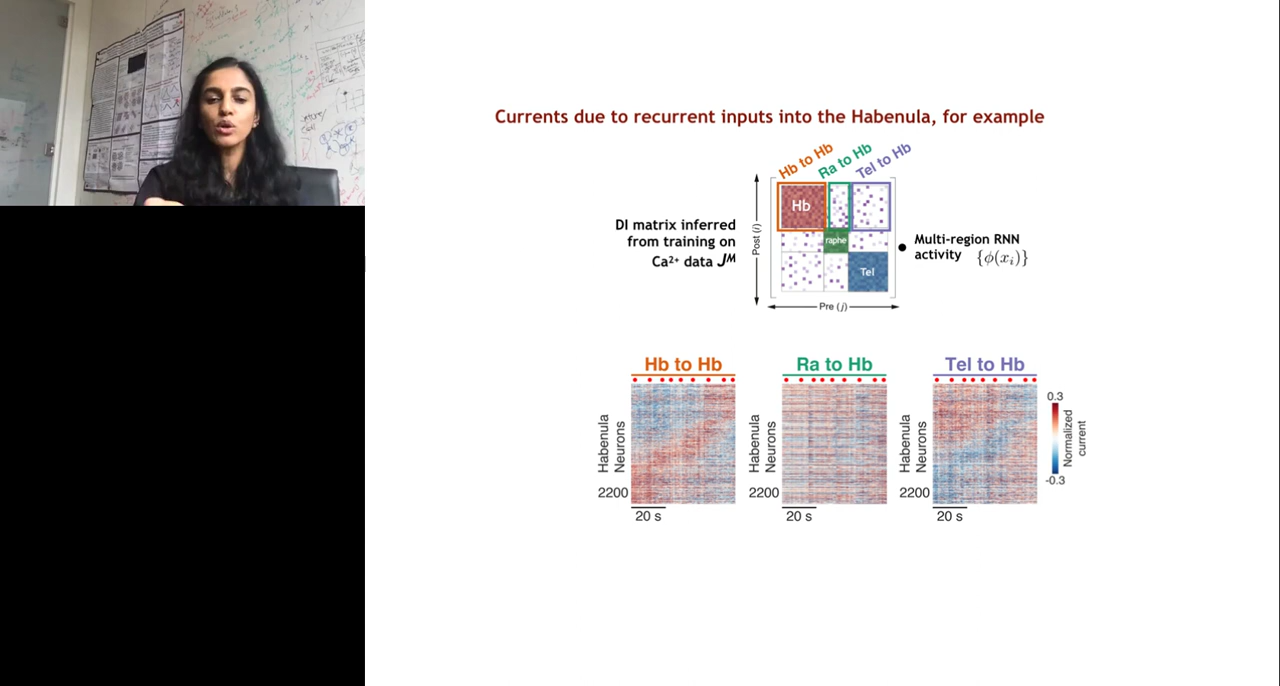 Currents due to recurrent inputs into the Habenula, for example
Hb to Hb
Ra to Hb
Tel to Hb
DI matrix inferred
from training on
Ca²⁺ data Jᴹ
Post (i)
Hb
raphe
Tel
Pre (j)
Multi-region RNN
activity {ϕ(xᵢ)}
Hb to Hb
Ra to Hb
Tel to Hb
Habenula
Neurons
2200
20 s
Habenula
Neurons
2200
20 s
Habenula
Neurons
2200
20 s
0.3
Normalized
current
-0.3